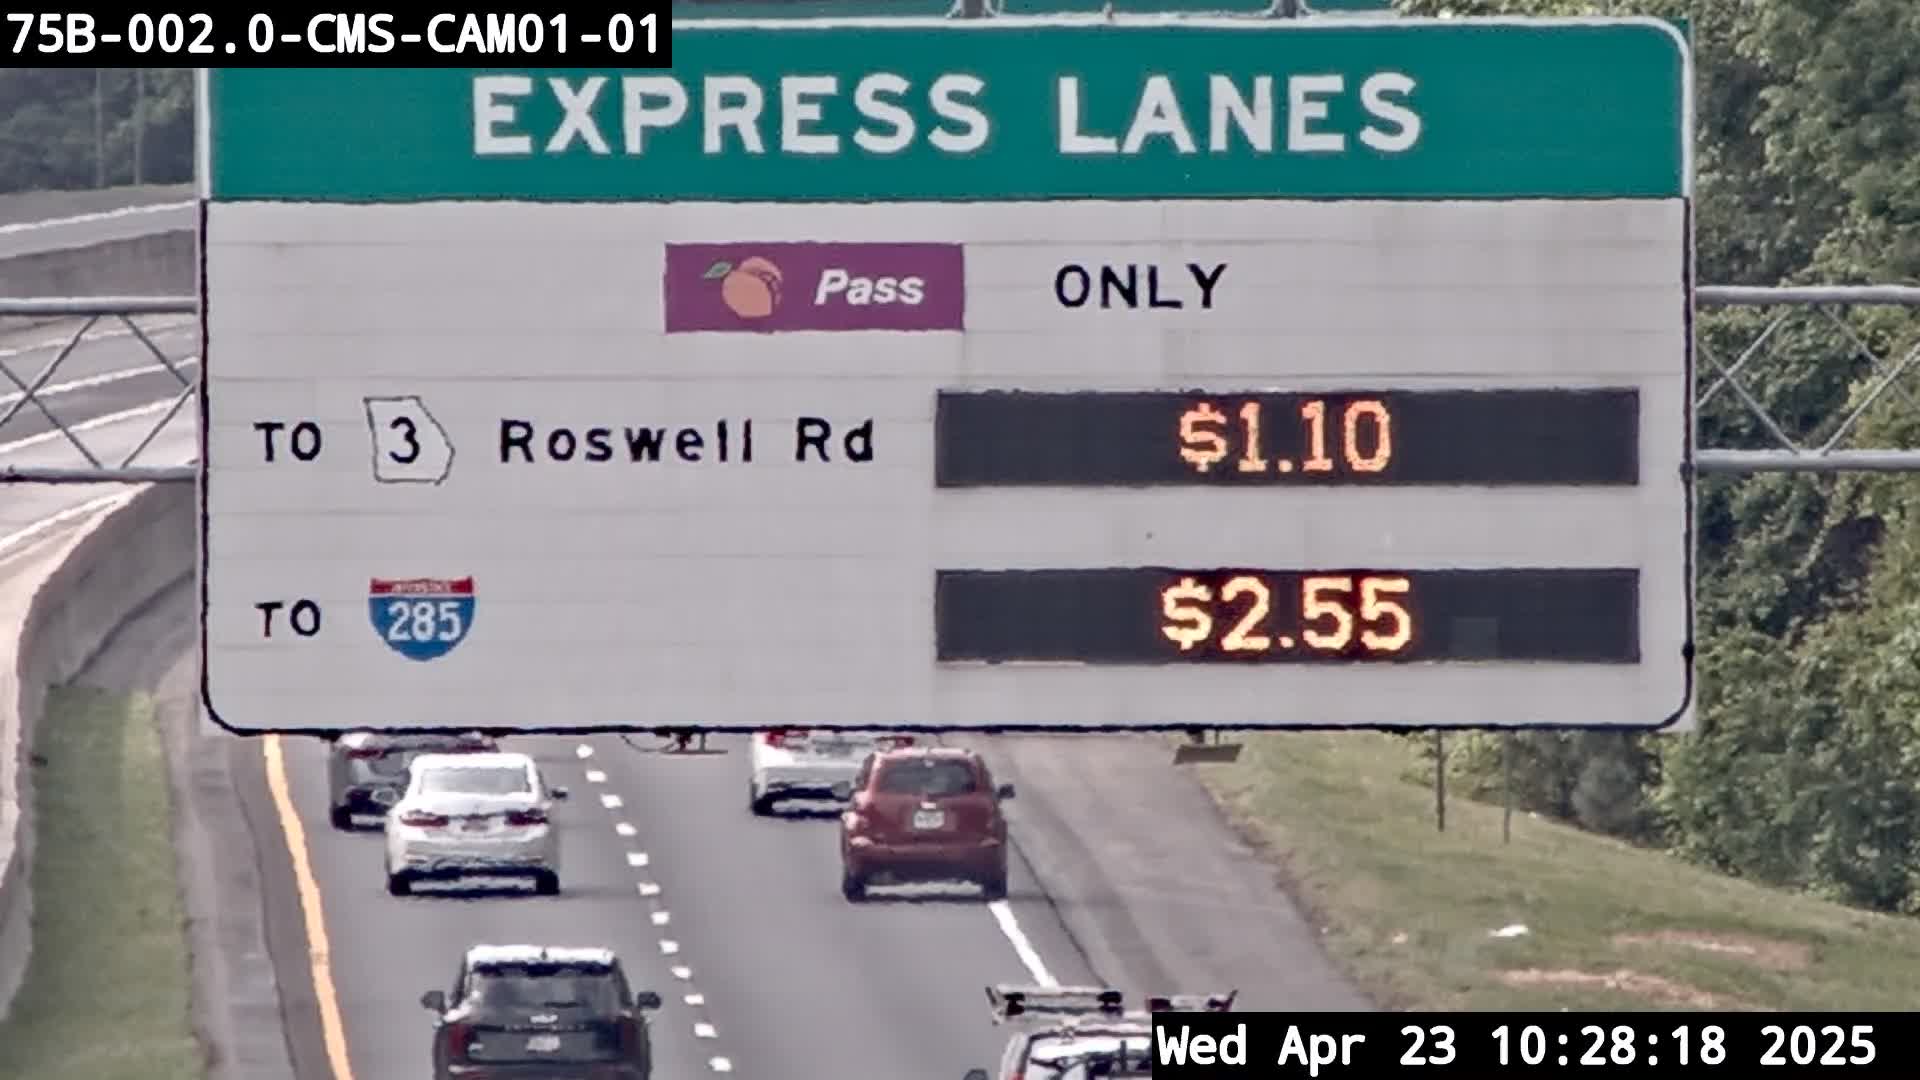 75B-002.0-CMS-CAM01-01
EXPRESS LANES
Pass ONLY
TO 3 Roswell Rd $1.10
INTERSTATE
TO 285 $2.55
Wed Apr 23 10:28:18 2025